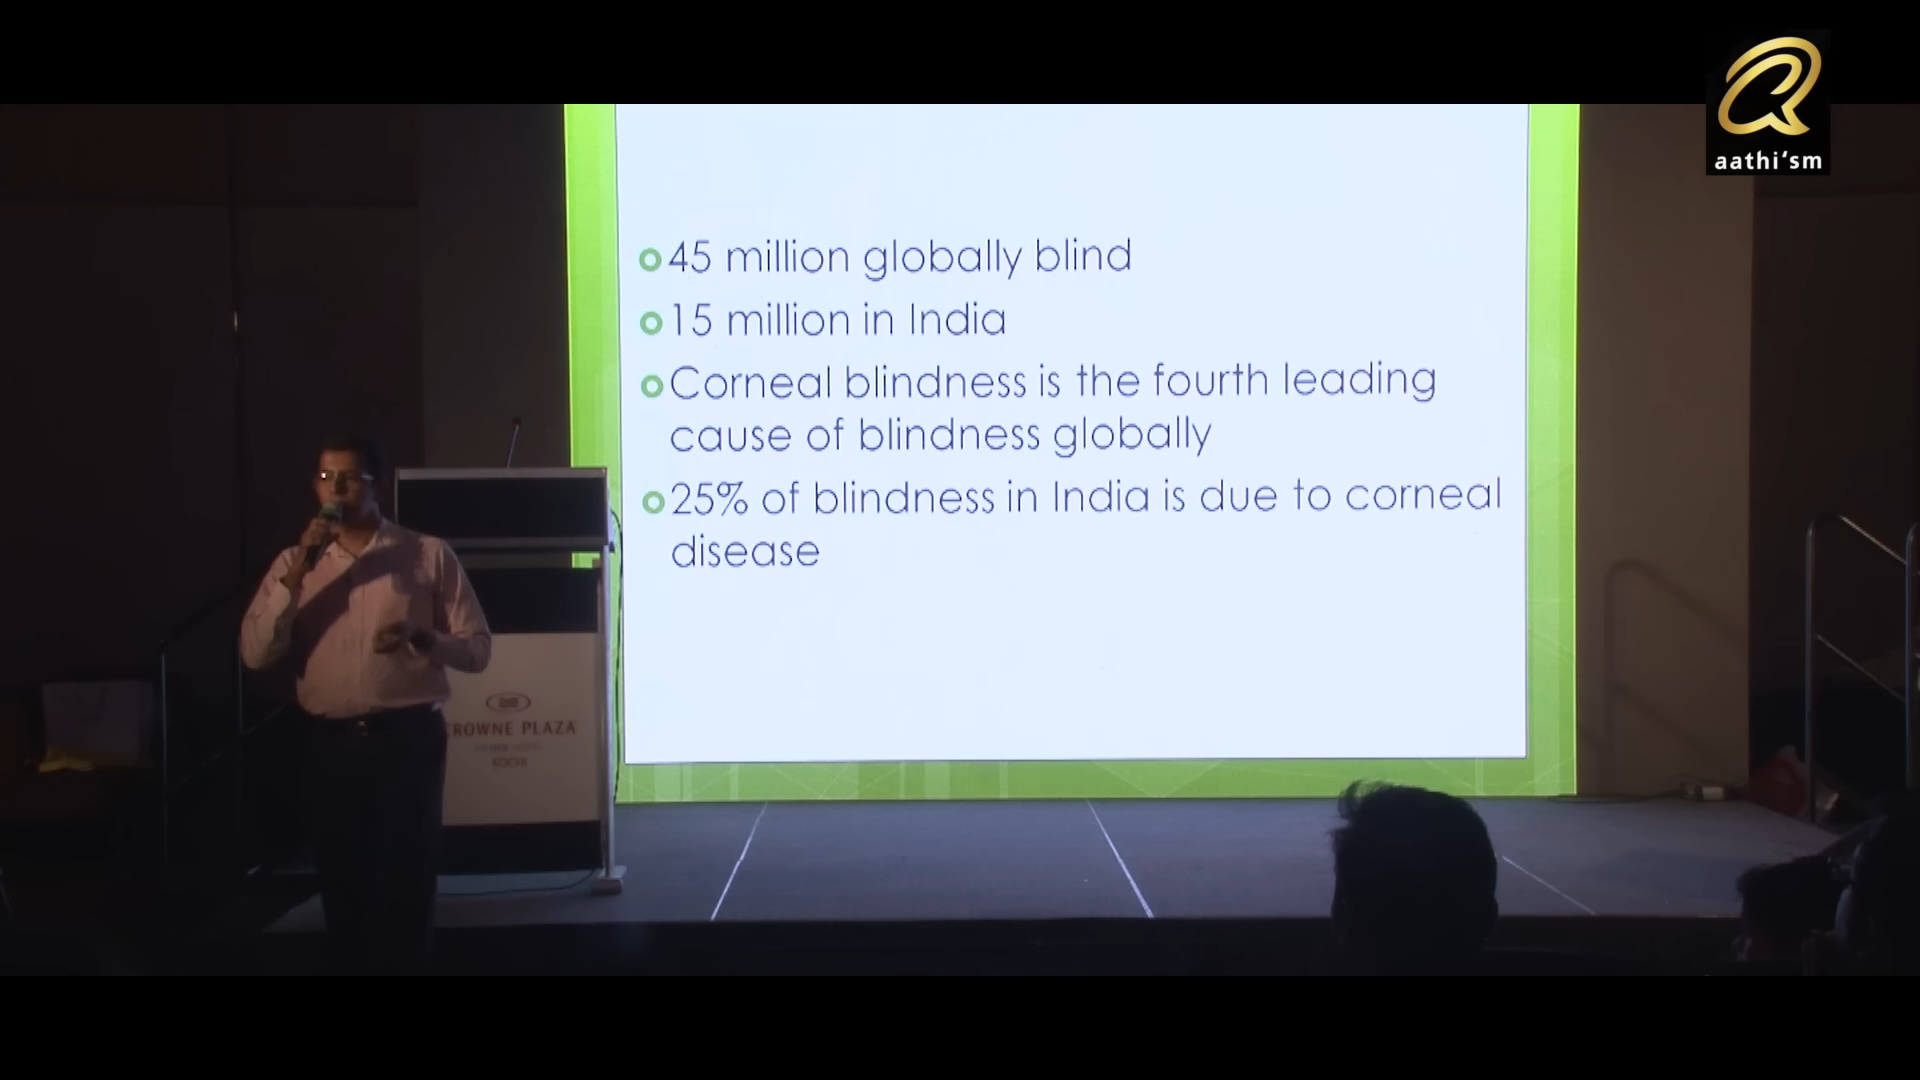 aathi‘sm
45 million globally blind
15 million in India
Corneal blindness is the fourth leading
cause of blindness globally
25% of blindness in India is due to corneal
disease
CROWNE PLAZA
KOCHI